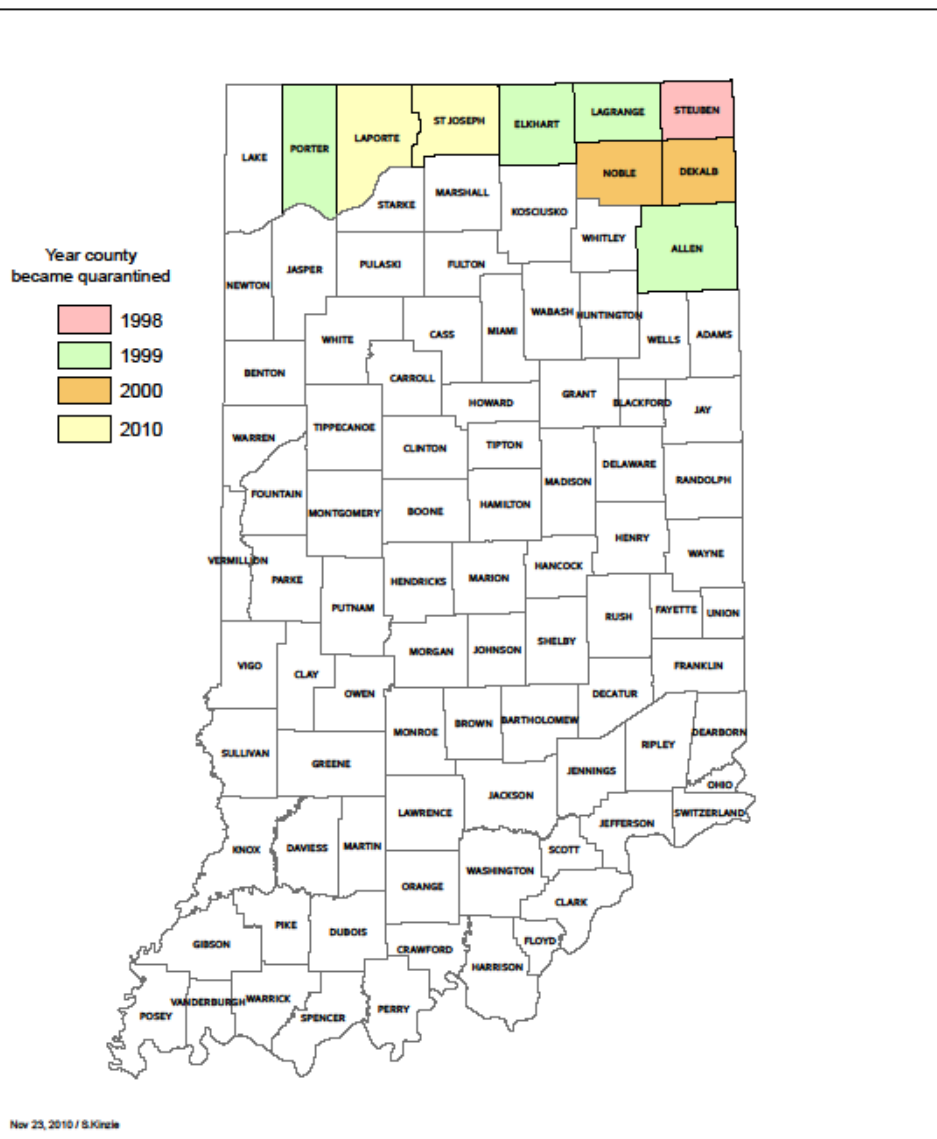 STEUBEN
LAGRANGE
ST JOSEPH
ELKHART
LAPORTE
PORTER
LAKE
NOBLE
DEKALB
MARSHALL
STARKE
KOSCIUSKO
WHITLEY
ALLEN
Year county
became quarantined
1998
1999
2000
2010
NEWTON
JASPER
PULASKI
FULTON
WABASH
HUNTINGTON
MIAMI
WHITE
CASS
WELLS
ADAMS
BENTON
CARROLL
GRANT
HOWARD
BLACKFORD
JAY
WARREN
TIPPECANOE
CLINTON
TIPTON
DELAWARE
MADISON
RANDOLPH
FOUNTAIN
MONTGOMERY
BOONE
HAMILTON
HENRY
WAYNE
VERMILLION
PARKE
HENDRICKS
MARION
HANCOCK
PUTNAM
RUSH
FAYETTE
UNION
MORGAN
JOHNSON
SHELBY
VIGO
CLAY
FRANKLIN
OWEN
DECATUR
MONROE
BROWN
BARTHOLOMEW
DEARBORN
RIPLEY
SULLIVAN
GREENE
JENNINGS
OHIO
JACKSON
LAWRENCE
SWITZERLAND
JEFFERSON
KNOX
DAVIESS
MARTIN
SCOTT
WASHINGTON
ORANGE
CLARK
PIKE
DUBOIS
GIBSON
CRAWFORD
FLOYD
HARRISON
VANDERBURGH
WARRICK
POSEY
SPENCER
PERRY
Nov 23, 2010 / S.Kinzie